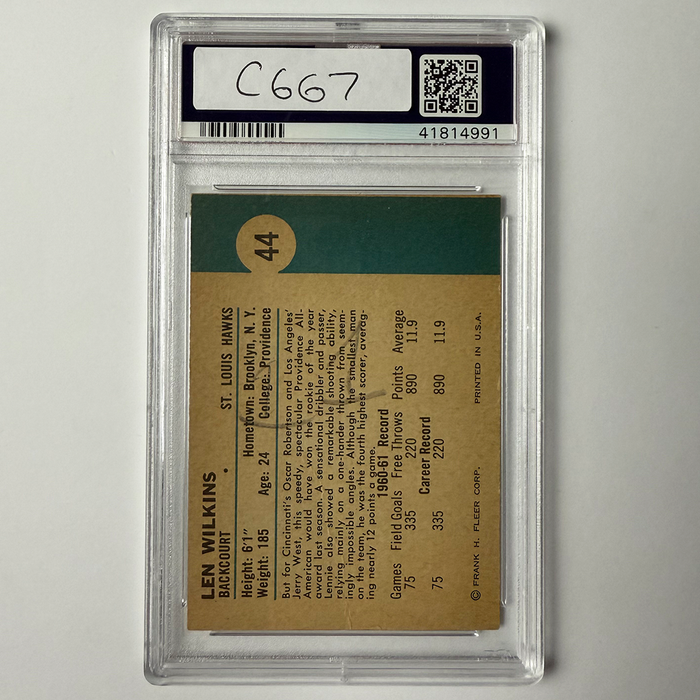 C667
41814991
44
LEN WILKINS
ST. LOUIS HAWKS
BACKCOURT
Height: 6'1" Hometown: Brooklyn, N. Y.
Weight: 185 Age: 24 College: Providence
But for Cincinnati's Oscar Robertson and Los Angeles'
Jerry West, this speedy, spectacular Providence All-
American would have won the rookie of the year
award last season. A sensational dribbler and passer,
Lennie also showed a remarkable shooting ability,
relying mainly on a one-hander thrown from seem-
ingly impossible angles. Although the smallest man
on the team, he was the fourth highest scorer, averag-
ing nearly 12 points a game.
1960-61 Record
Games Field Goals Free Throws Points Average
75 335 220 890 11.9
Career Record
75 335 220 890 11.9
© FRANK H. FLEER CORP. PRINTED IN U.S.A.